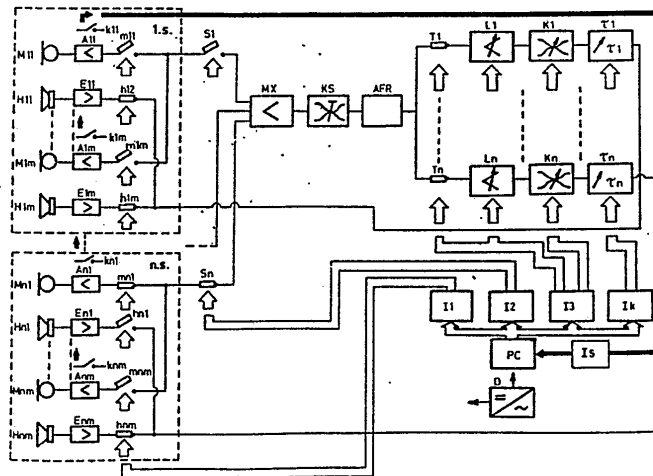 k11 1.s.
M11 A11 m11 S1 T1 L1 K1 τ1
τ1
H11 E11 h12 MX KS AFR
k1m
M1m A1m m1m
H1m E1m h1m Tn Ln Kn τn
τn
kn1 n.s.
Mn1 An1 mn1 Sn
Hn1 En1 hn1 I1 I2 I3 Ik
knm
Mnm Anm mnm PC Is
D
Hnm Enm hnm